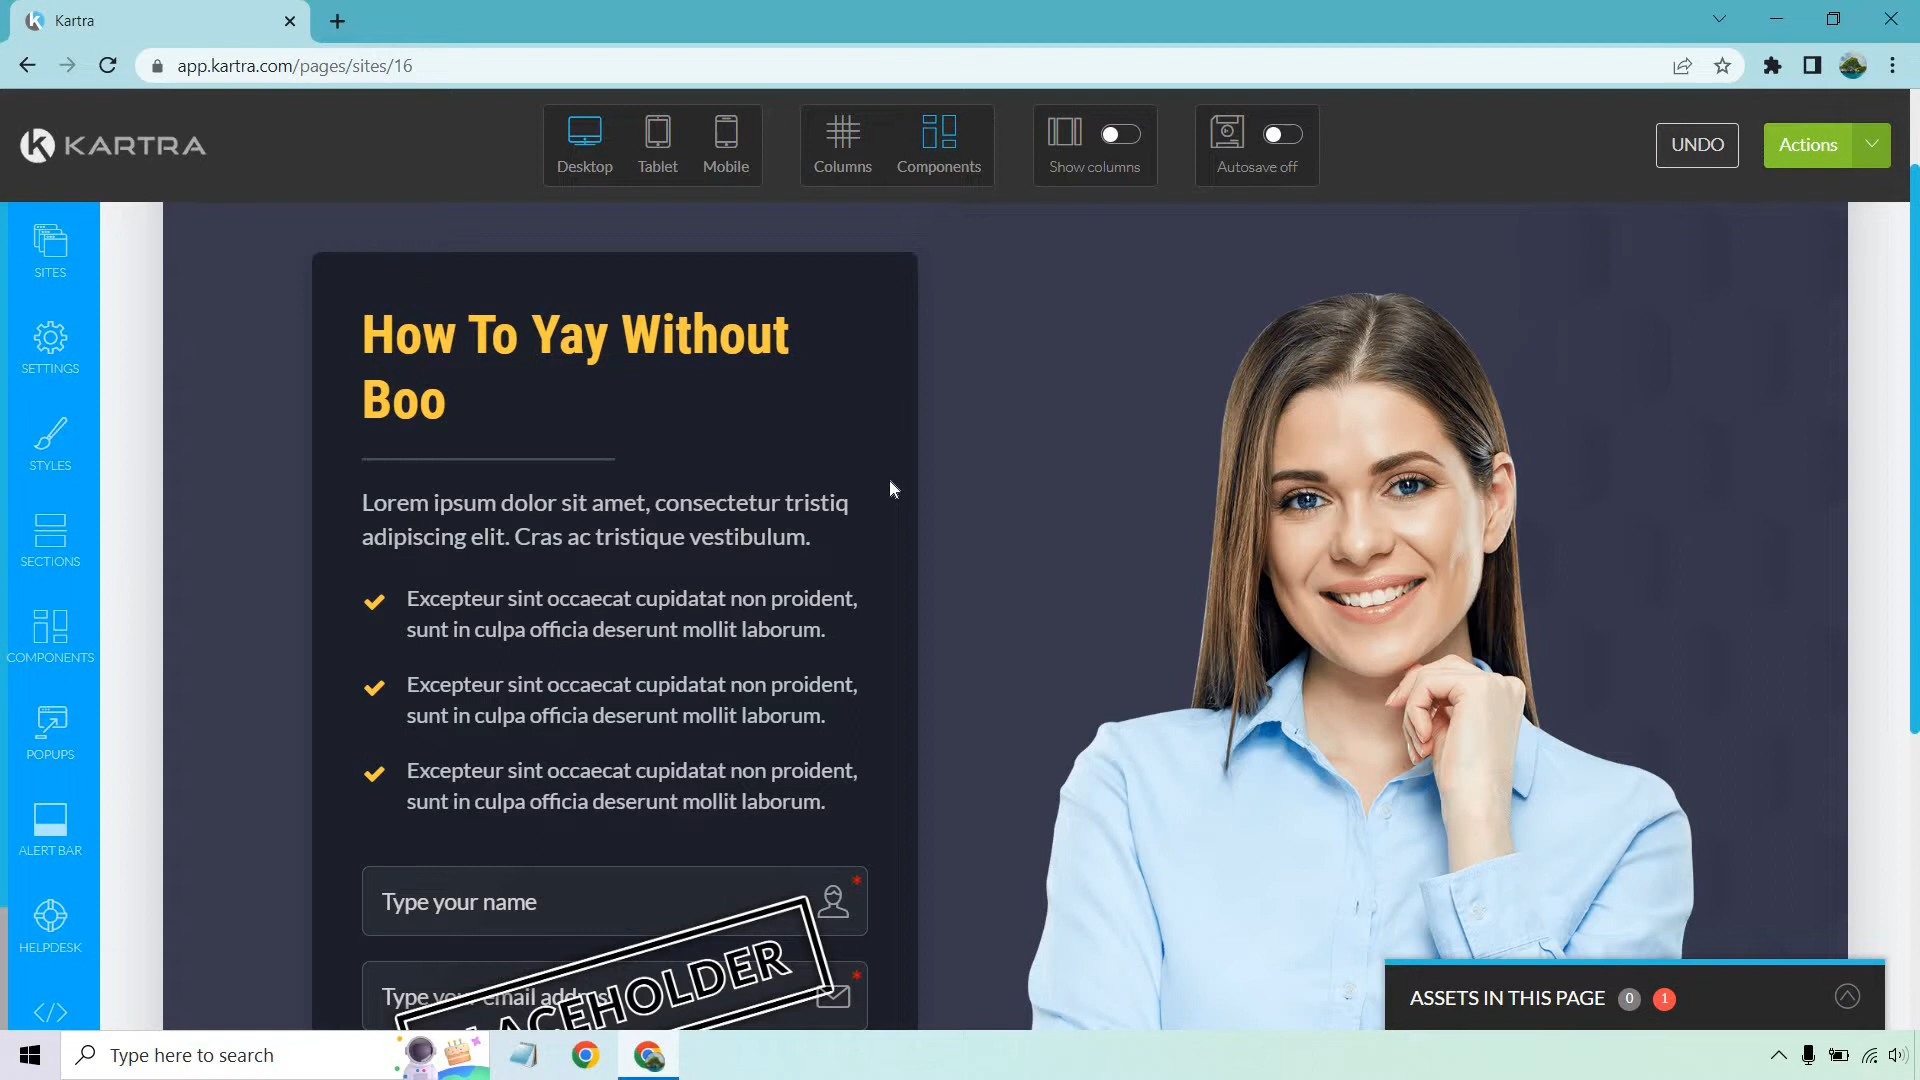 Kartra
app.kartra.com/pages/sites/16
KARTRA
Desktop
Tablet
Mobile
Columns
Components
Show columns
Autosave off
UNDO
Actions
SITES
SETTINGS
STYLES
SECTIONS
COMPONENTS
POPUPS
ALERT BAR
HELPDESK
How To Yay Without
Boo
Lorem ipsum dolor sit amet, consectetur tristiq
adipiscing elit. Cras ac tristique vestibulum.
Excepteur sint occaecat cupidatat non proident,
sunt in culpa officia deserunt mollit laborum.
Excepteur sint occaecat cupidatat non proident,
sunt in culpa officia deserunt mollit laborum.
Excepteur sint occaecat cupidatat non proident,
sunt in culpa officia deserunt mollit laborum.
Type your name
*
Type your email address
*
PLACEHOLDER
ASSETS IN THIS PAGE 0 1
Type here to search